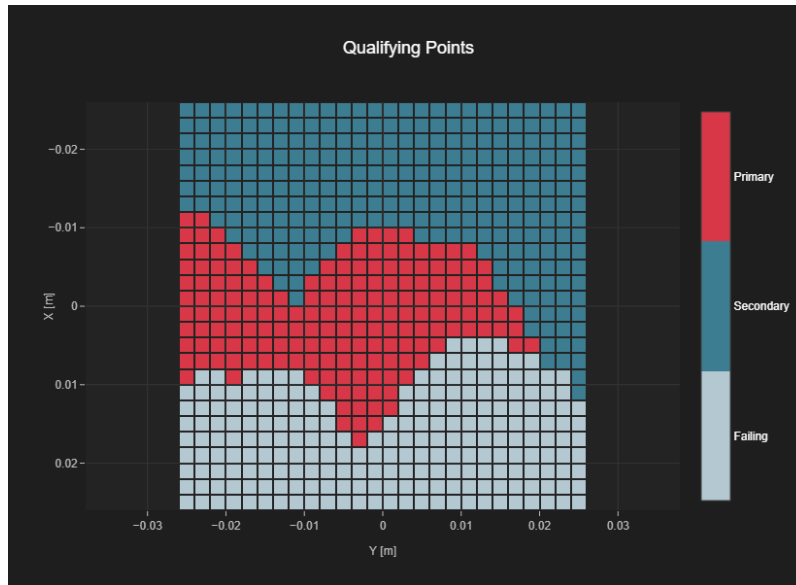 Qualifying Points
Primary
Secondary
Failing
−0.02
−0.01
0
0.01
0.02
X [m]
−0.03
−0.02
−0.01
0
0.01
0.02
0.03
Y [m]